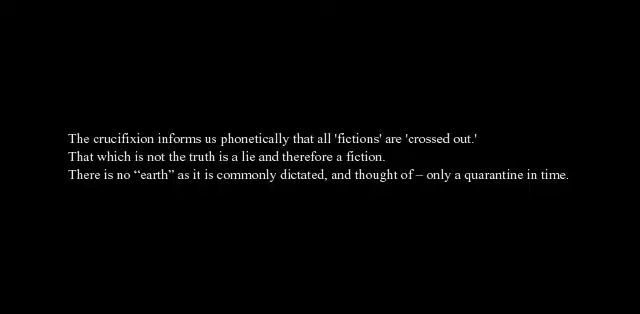 The crucifixion informs us phonetically that all 'fictions' are 'crossed out.'
That which is not the truth is a lie and therefore a fiction.
There is no “earth” as it is commonly dictated, and thought of – only a quarantine in time.